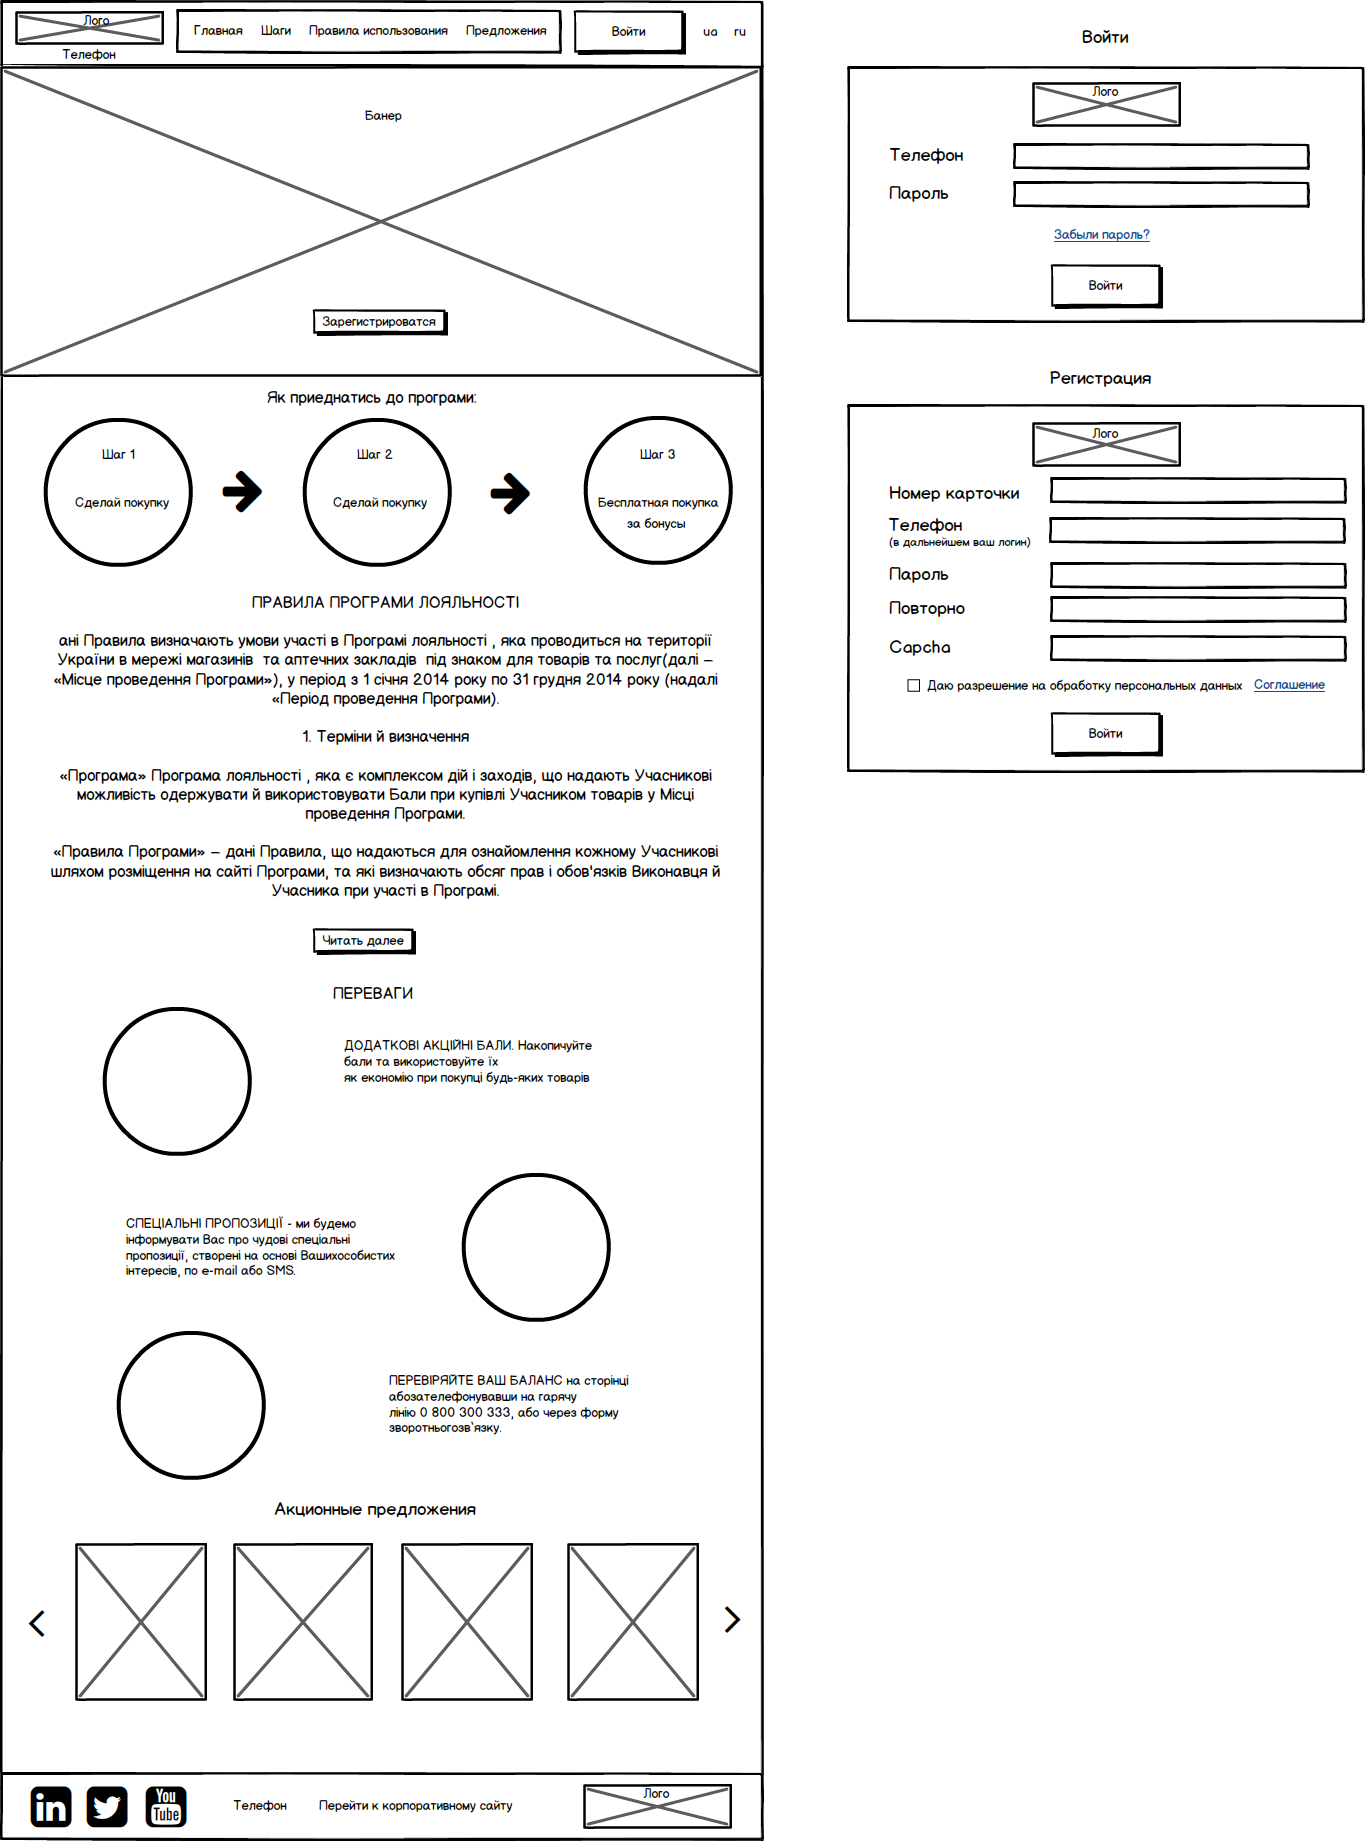 Лого
Телефон
Главная Шаги Правила использования Предложения
Войти
ua ru
Банер
Зарегистрироватся
Як приеднатись до програми:
Шаг 1
Сделай покупку
Шаг 2
Сделай покупку
Шаг 3
Бесплатная покупка
за бонусы
ПРАВИЛА ПРОГРАМИ ЛОЯЛЬНОСТІ
ані Правила визначають умови участі в Програмі лояльності , яка проводиться на території
України в мережі магазинів та аптечних закладів під знаком для товарів та послуг(далі –
«Місце проведення Програми»), у період з 1 січня 2014 року по 31 грудня 2014 року (надалі
«Період проведення Програми).
1. Терміни й визначення
«Програма» Програма лояльності , яка є комплексом дій і заходів, що надають Учасникові
можливість одержувати й використовувати Бали при купівлі Учасником товарів у Місці
проведення Програми.
«Правила Програми» – дані Правила, що надаються для ознайомлення кожному Учасникові
шляхом розміщення на сайті Програми, та які визначають обсяг прав і обов'язків Виконавця й
Учасника при участі в Програмі.
Читать далее
ПЕРЕВАГИ
ДОДАТКОВІ АКЦІЙНІ БАЛИ. Накопичуйте
бали та використовуйте їх
як економію при покупці будь-яких товарів
СПЕЦІАЛЬНІ ПРОПОЗИЦІЇ - ми будемо
інформувати Вас про чудові спеціальні
пропозиції, створені на основі Вашихособистих
інтересів, по e-mail або SMS.
ПЕРЕВІРЯЙТЕ ВАШ БАЛАНС на сторінці
абозателефонувавши на гарячу
лінію 0 800 300 333, або через форму
зворотньогозв`язку.
Акционные предложения
in
You
Tube
Телефон
Перейти к корпоративному сайту
Лого
Войти
Лого
Телефон
Пароль
Забыли пароль?
Войти
Регистрация
Лого
Номер карточки
Телефон
(в дальнейшем ваш логин)
Пароль
Повторно
Capcha
Даю разрешение на обработку персональных данных Соглашение
Войти